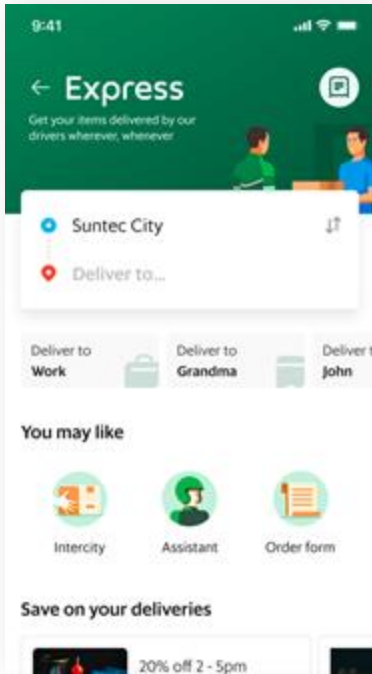 9:41
Express
Get your items delivered by our
drivers wherever, whenever
Suntec City
Deliver to...
Deliver to
Work
Deliver to
Grandma
Deliver t
John
You may like
Intercity
Assistant
Order form
Save on your deliveries
20% off 2 - 5pm